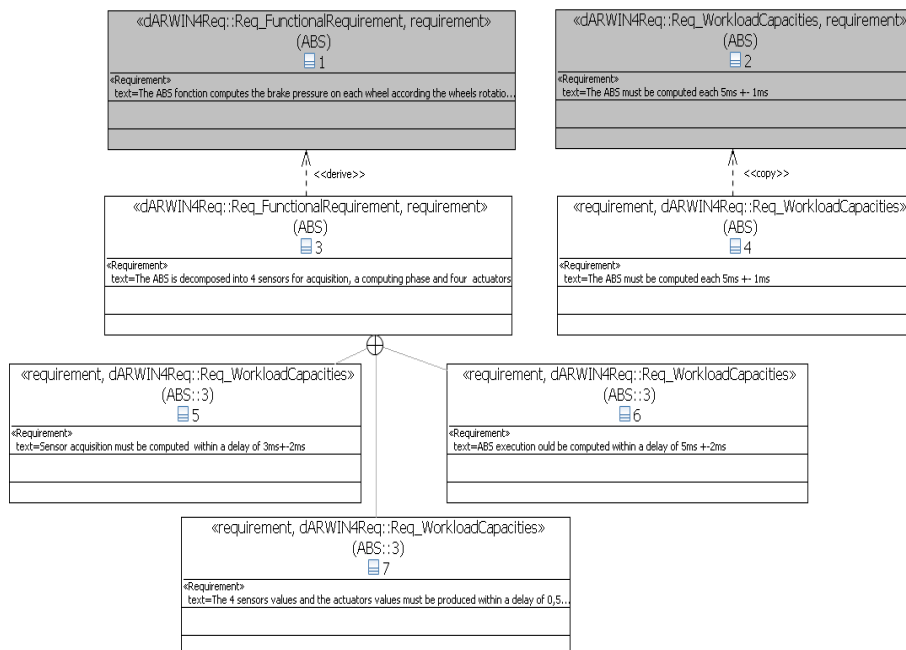 «dARWIN4Req::Req_FunctionalRequirement, requirement»
(ABS)
1
«Requirement»
text=The ABS fonction computes the brake pressure on each wheel according the wheels rotatio...
«dARWIN4Req::Req_WorkloadCapacities, requirement»
(ABS)
2
«Requirement»
text=The ABS must be computed each 5ms +- 1ms
<<derive>>
<<copy>>
«dARWIN4Req::Req_FunctionalRequirement, requirement»
(ABS)
3
«Requirement»
text=The ABS is decomposed into 4 sensors for acquisition, a computing phase and four actuators
«requirement, dARWIN4Req::Req_WorkloadCapacities»
(ABS)
4
«Requirement»
text=The ABS must be computed each 5ms +- 1ms
«requirement, dARWIN4Req::Req_WorkloadCapacities»
(ABS::3)
5
«Requirement»
text=Sensor acquisition must be computed within a delay of 3ms+-2ms
«requirement, dARWIN4Req::Req_WorkloadCapacities»
(ABS::3)
6
«Requirement»
text=ABS execution ould be computed within a delay of 5ms +-2ms
«requirement, dARWIN4Req::Req_WorkloadCapacities»
(ABS::3)
7
«Requirement»
text=The 4 sensors values and the actuators values must be produced within a delay of 0,5...